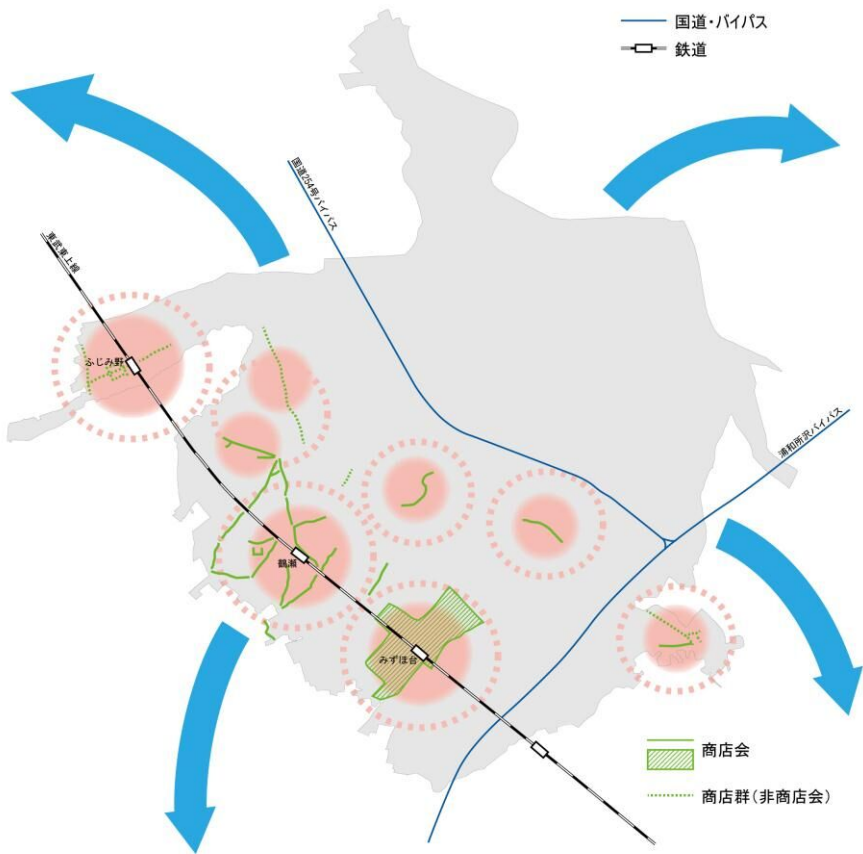 国道・バイパス
鉄道
国道254号バイパス
東武東上線
ふじみ野
浦和所沢バイパス
鶴瀬
みずほ台
商店会
商店群（非商店会）